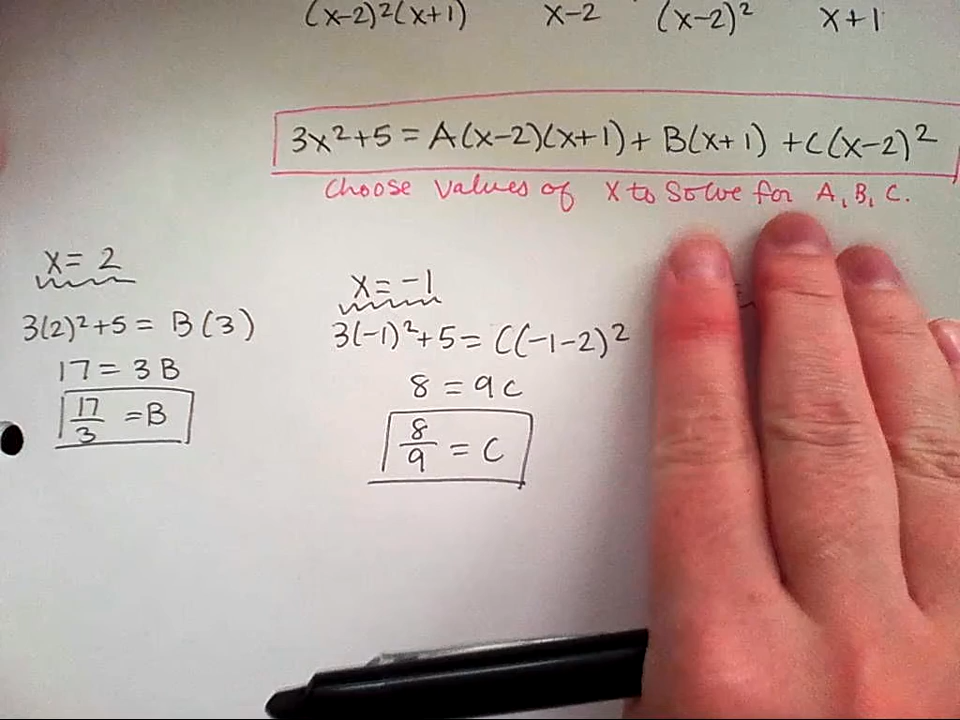 (x-2)²(x+1) x-2 (x-2)² x+1
3x²+5 = A(x-2)(x+1) + B(x+1) + C(x-2)²
Choose values of x to solve for A, B, C.
x = 2
3(2)²+5 = B(3)
17 = 3B
17/3 = B
x = -1
3(-1)²+5 = C(-1-2)²
8 = 9C
8/9 = C